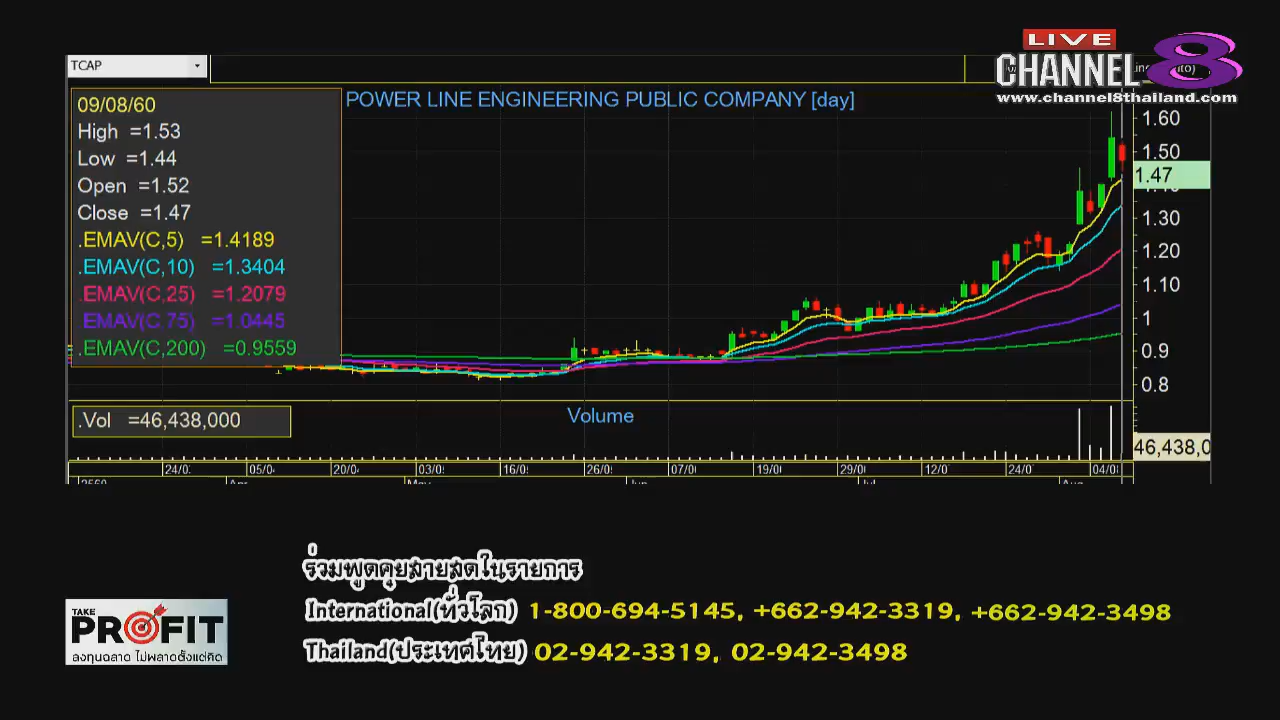 TCAP
LIVE
CHANNEL 8
www.channel8thailand.com
09/08/60
High =1.53
Low =1.44
Open =1.52
Close =1.47
.EMAV(C,5) =1.4189
.EMAV(C,10) =1.3404
.EMAV(C,25) =1.2079
.EMAV(C,75) =1.0445
.EMAV(C,200) =0.9559
POWER LINE ENGINEERING PUBLIC COMPANY [day]
1.60
1.50
1.47
1.30
1.20
1.10
1
0.9
0.8
.Vol =46,438,000
Volume
46,438,0
24/0 05/0 20/0 03/0 16/0 26/0 07/0 19/0 29/0 12/0 24/0 04/0
2560 Apr May Jun Jul Aug
ร่วมพูดคุยสายสดในรายการ
International(ทั่วโลก) 1-800-694-5145, +662-942-3319, +662-942-3498
Thailand(ประเทศไทย) 02-942-3319, 02-942-3498
TAKE
PROFIT
ลงทุนฉลาด ไม่พลาดตั้งแต่คิด